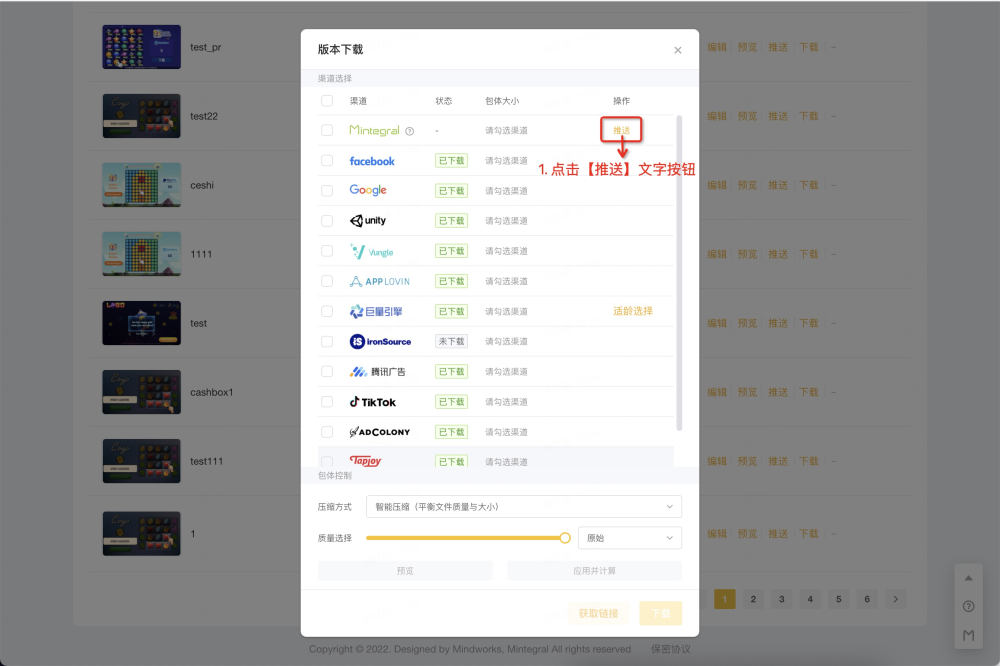 版本下载
渠道选择
渠道 状态 包体大小 操作
Mintegral - 请勾选渠道 推送
facebook 已下载 请勾选渠道
1. 点击【推送】文字按钮
Google 已下载 请勾选渠道
unity 已下载 请勾选渠道
Vungle 已下载 请勾选渠道
APPLOVIN 已下载 请勾选渠道
巨量引擎 已下载 请勾选渠道 适龄选择
ironSource 未下载 请勾选渠道
腾讯广告 已下载 请勾选渠道
TikTok 已下载 请勾选渠道
ADCOLONY 已下载 请勾选渠道
Tapjoy 已下载 请勾选渠道
包体控制
压缩方式 智能压缩（平衡文件质量与大小）
质量选择 原始
预览 应用并计算
获取链接 下载
test_pr 编辑 预览 推送 下载 -
test22 编辑 预览 推送 下载 -
ceshi 编辑 预览 推送 下载 -
1111 编辑 预览 推送 下载 -
test 编辑 预览 推送 下载 -
cashbox1 编辑 预览 推送 下载 -
test111 编辑 预览 推送 下载 -
1 编辑 预览 推送 下载 -
1 2 3 4 5 6
Copyright © 2022. Designed by Mindworks, Mintegral All rights reserved 保密协议